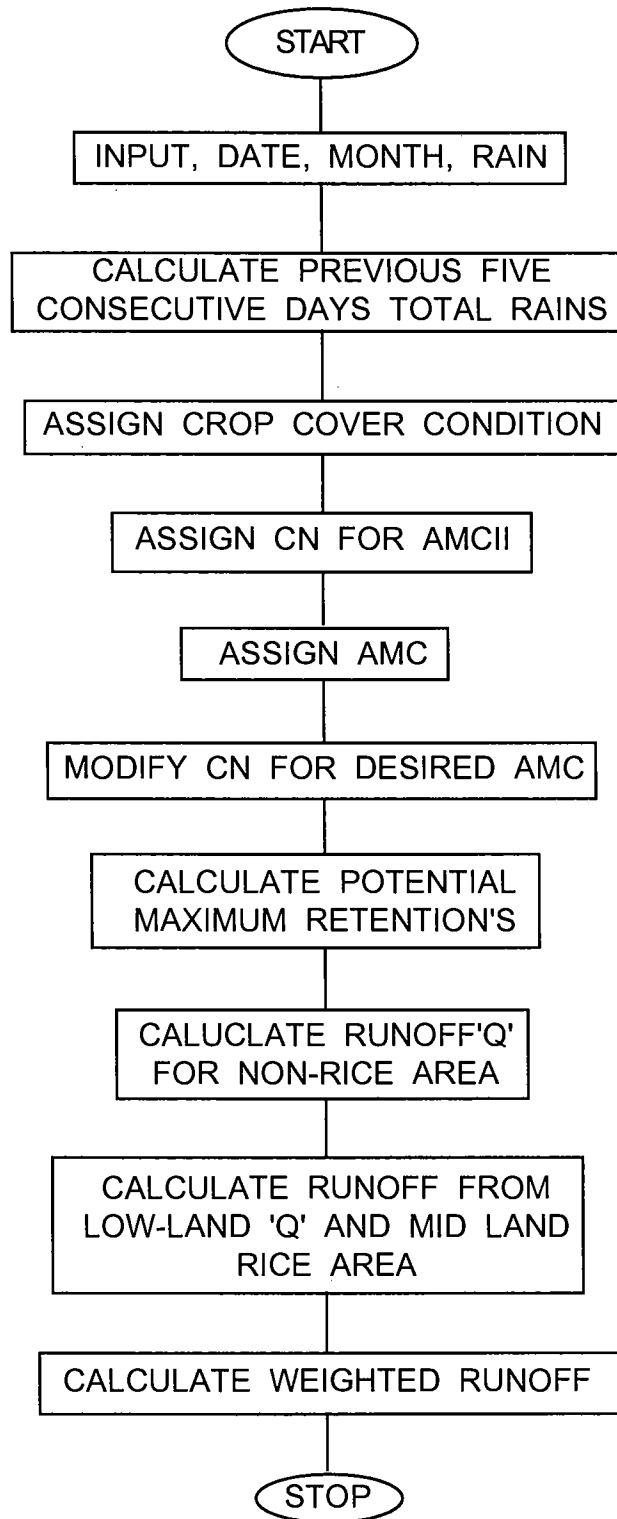 START
INPUT, DATE, MONTH, RAIN
CALCULATE PREVIOUS FIVE
CONSECUTIVE DAYS TOTAL RAINS
ASSIGN CROP COVER CONDITION
ASSIGN CN FOR AMCII
ASSIGN AMC
MODIFY CN FOR DESIRED AMC
CALCULATE POTENTIAL
MAXIMUM RETENTION'S
CALUCLATE RUNOFF'Q'
FOR NON-RICE AREA
CALCULATE RUNOFF FROM
LOW-LAND 'Q' AND MID LAND
RICE AREA
CALCULATE WEIGHTED RUNOFF
STOP